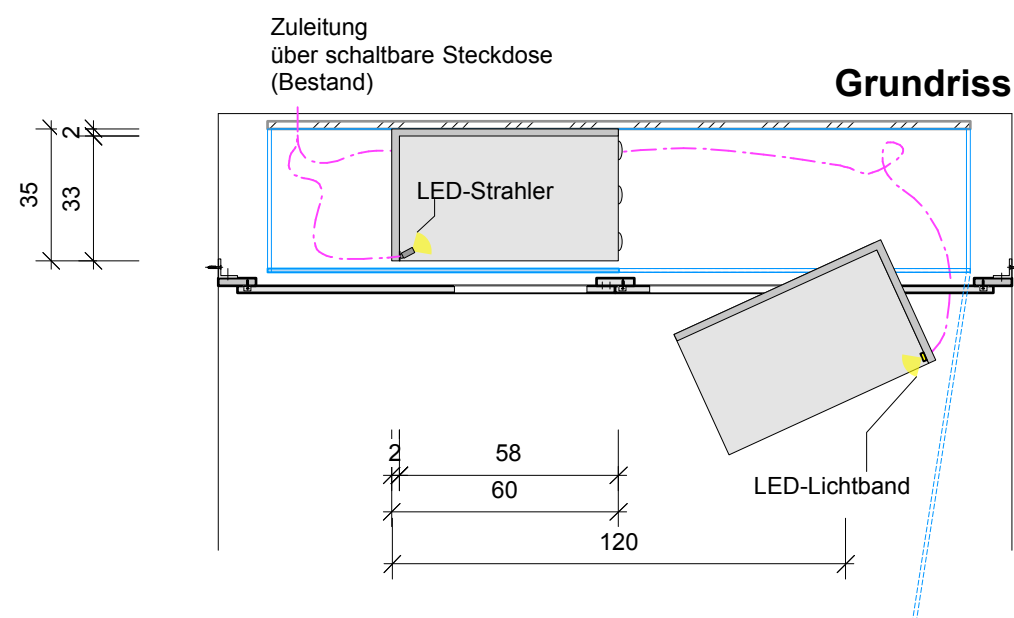 Zuleitung
über schaltbare Steckdose
(Bestand)
Grundriss
2
35
33
LED-Strahler
2
58
60
LED-Lichtband
120